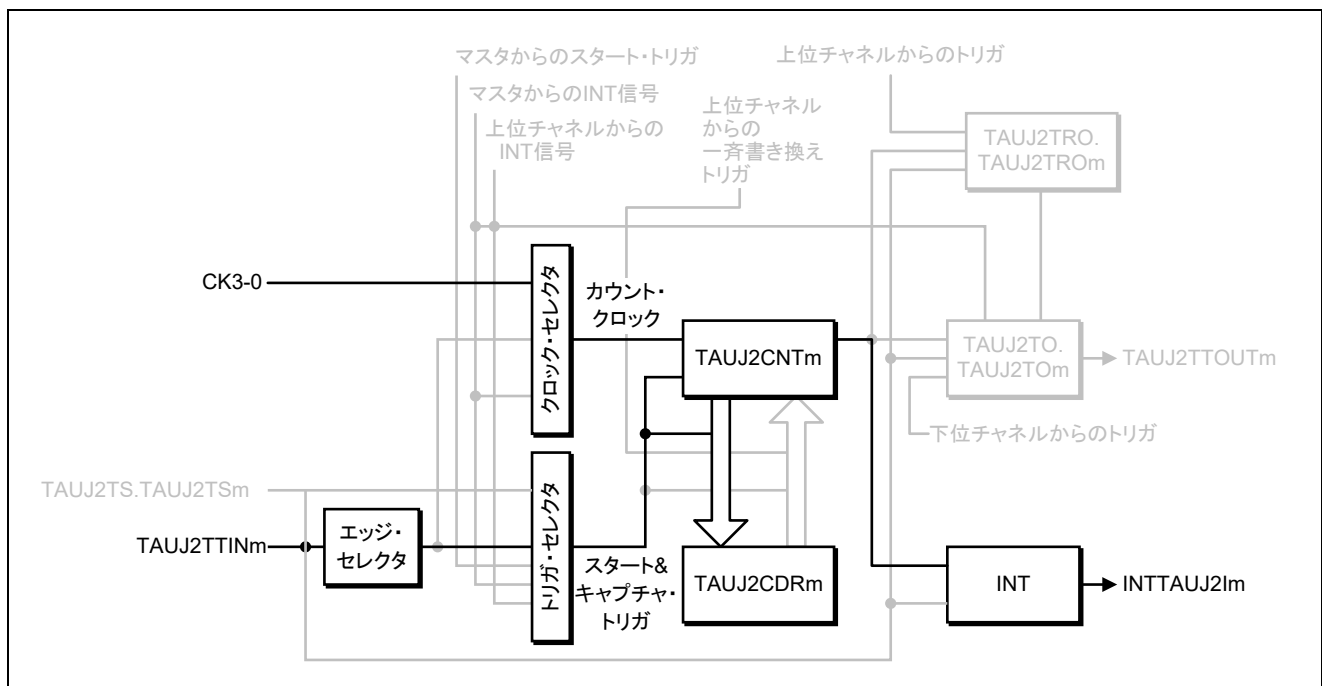 マスタからのスタート・トリガ
上位チャネルからのトリガ
マスタからのINT信号
上位チャネルからの
INT信号
上位チャネル
からの
一斉書き換え
トリガ
TAUJ2TRO.
TAUJ2TROm
CK3-0
クロック・セレクタ
カウント・
クロック
TAUJ2CNTm
TAUJ2TO.
TAUJ2TOm
TAUJ2TTOUTm
下位チャネルからのトリガ
TAUJ2TS.TAUJ2TSm
TAUJ2TTINm
エッジ・
セレクタ
トリガ・セレクタ
スタート&
キャプチャ・
トリガ
TAUJ2CDRm
INT
INTTAUJ2Im